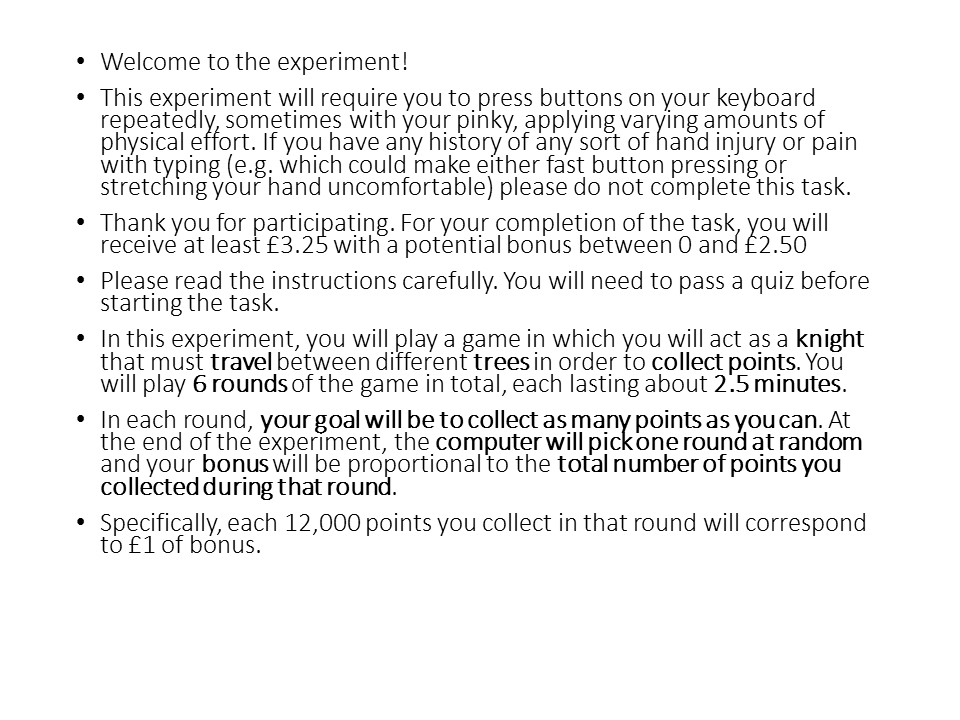 • Welcome to the experiment!
• This experiment will require you to press buttons on your keyboard
repeatedly, sometimes with your pinky, applying varying amounts of
physical effort. If you have any history of any sort of hand injury or pain
with typing (e.g. which could make either fast button pressing or
stretching your hand uncomfortable) please do not complete this task.
• Thank you for participating. For your completion of the task, you will
receive at least £3.25 with a potential bonus between 0 and £2.50
• Please read the instructions carefully. You will need to pass a quiz before
starting the task.
• In this experiment, you will play a game in which you will act as a knight
that must travel between different trees in order to collect points. You
will play 6 rounds of the game in total, each lasting about 2.5 minutes.
• In each round, your goal will be to collect as many points as you can. At
the end of the experiment, the computer will pick one round at random
and your bonus will be proportional to the total number of points you
collected during that round.
• Specifically, each 12,000 points you collect in that round will correspond
to £1 of bonus.